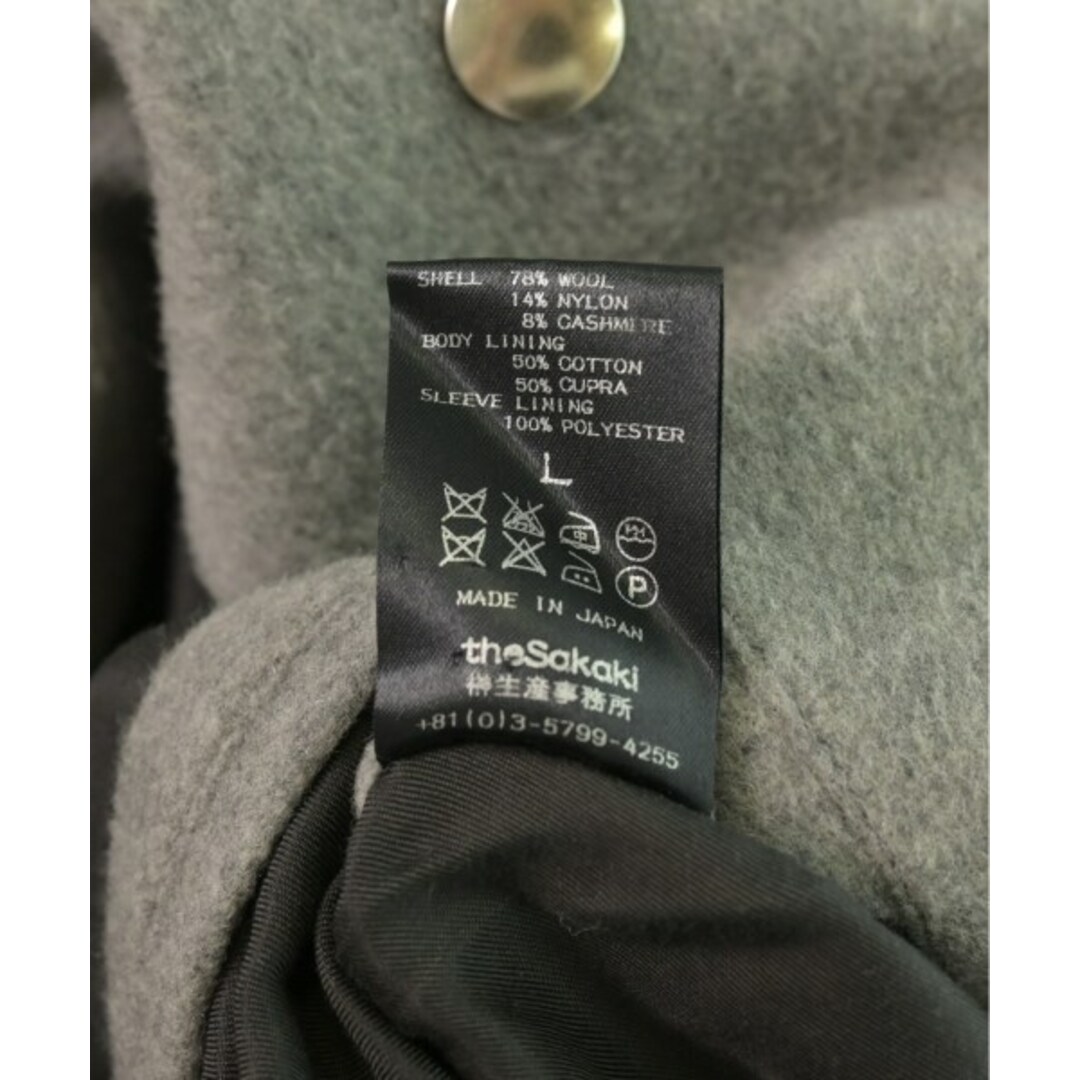 SHELL 78% WOOL
14% NYLON
8% CASHMERE
BODY LINING
50% COTTON
50% CUPRA
SLEEVE LINING
100% POLYESTER
L
中
P
MADE IN JAPAN
theSakaki
榊生産事務所
+81(0)3-5799-4255